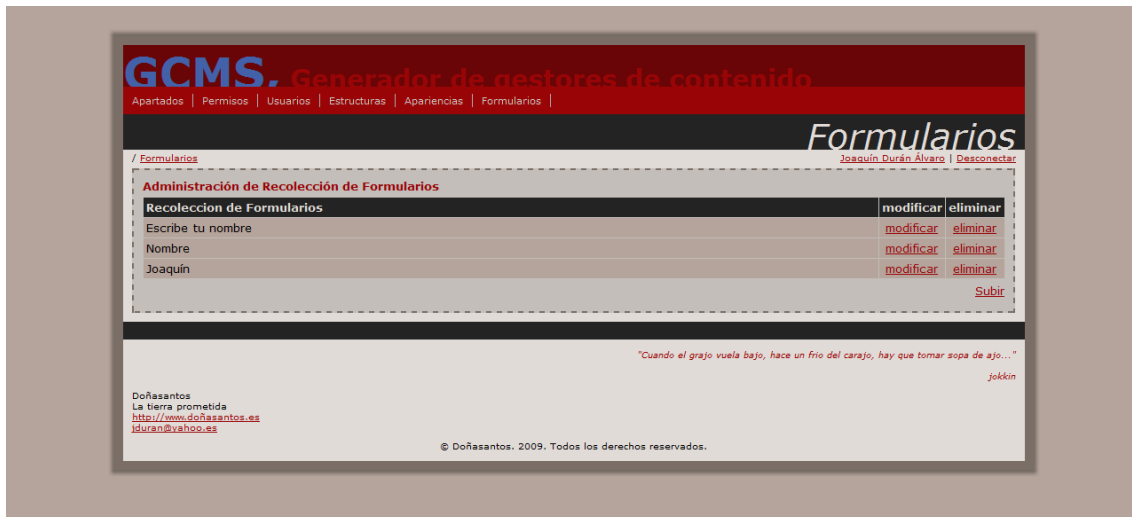 GCMS, Generador de gestores de contenido
Apartados | Permisos | Usuarios | Estructuras | Apariencias | Formularios |
Formularios
/ Formularios
Joaquín Durán Álvaro | Desconectar
Administración de Recolección de Formularios
Recoleccion de Formularios modificar eliminar
Escribe tu nombre modificar eliminar
Nombre modificar eliminar
Joaquín modificar eliminar
Subir
"Cuando el grajo vuela bajo, hace un frio del carajo, hay que tomar sopa de ajo..."
jokkin
Doñasantos
La tierra prometida
http://www.doñasantos.es
jduran@yahoo.es
© Doñasantos. 2009. Todos los derechos reservados.